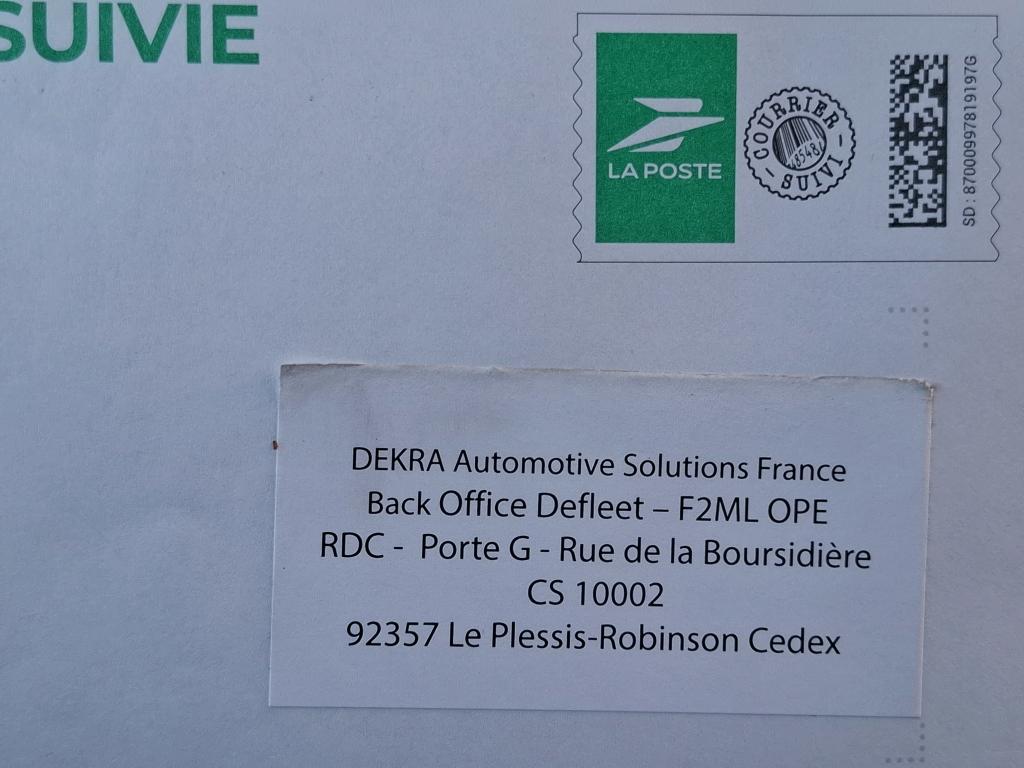 SUIVIE
LA POSTE
COURRIER
- SUIVI -
SD : 87000997819197G
DEKRA Automotive Solutions France
Back Office Defleet – F2ML OPE
RDC - Porte G - Rue de la Boursidière
CS 10002
92357 Le Plessis-Robinson Cedex